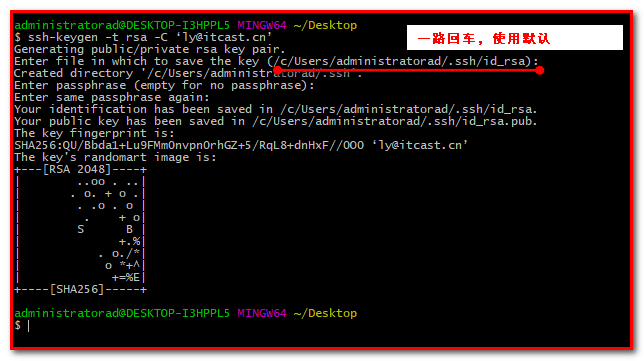 administratorad@DESKTOP-I3HPPL5 MINGW64 ~/Desktop
$ ssh-keygen -t rsa -C ‘ly@itcast.cn’
一路回车，使用默认
Generating public/private rsa key pair.
Enter file in which to save the key (/c/Users/administratorad/.ssh/id_rsa):
Created directory '/c/Users/administratorad/.ssh'.
Enter passphrase (empty for no passphrase):
Enter same passphrase again:
Your identification has been saved in /c/Users/administratorad/.ssh/id_rsa.
Your public key has been saved in /c/Users/administratorad/.ssh/id_rsa.pub.
The key fingerprint is:
SHA256:QU/Bbda1+Lu9FMmOnvpnOrhGZ+5/RqL8+dnHxF//OOO ‘ly@itcast.cn’
The key's randomart image is:
+---[RSA 2048]----+
|        ..oo . ..|
|       . o. + o .|
|        . .o . o |
|         .    + o|
|        S      B |
|              +.%|
|           . o./*|
|            o *+^|
|             +=%E|
+----[SHA256]-----+
administratorad@DESKTOP-I3HPPL5 MINGW64 ~/Desktop
$